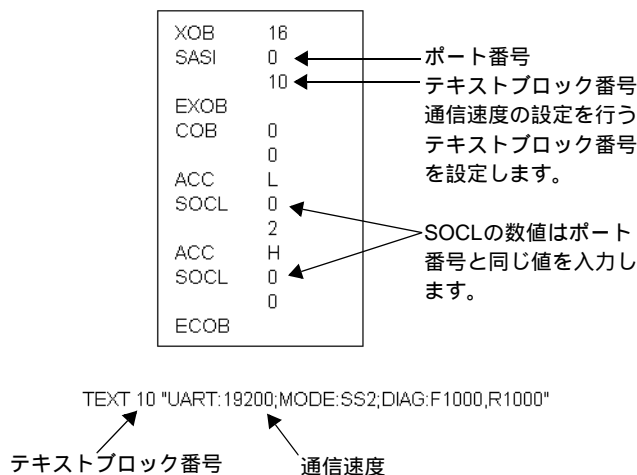 XOB 16
SASI 0
10
EXOB
COB 0
0
ACC L
SOCL 0
2
ACC H
SOCL 0
0
ECOB
ポート番号
テキストブロック番号
通信速度の設定を行う
テキストブロック番号
を設定します。
SOCLの数値はポート
番号と同じ値を入力し
ます。
TEXT 10 "UART:19200;MODE:SS2;DIAG:F1000,R1000"
テキストブロック番号
通信速度